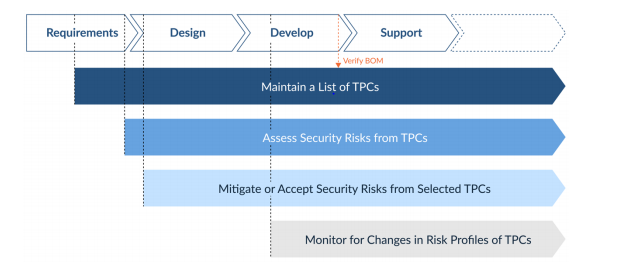 Requirements
Design
Develop
Support
Verify BOM
Maintain a List of TPCs
Assess Security Risks from TPCs
Mitigate or Accept Security Risks from Selected TPCs
Monitor for Changes in Risk Profiles of TPCs